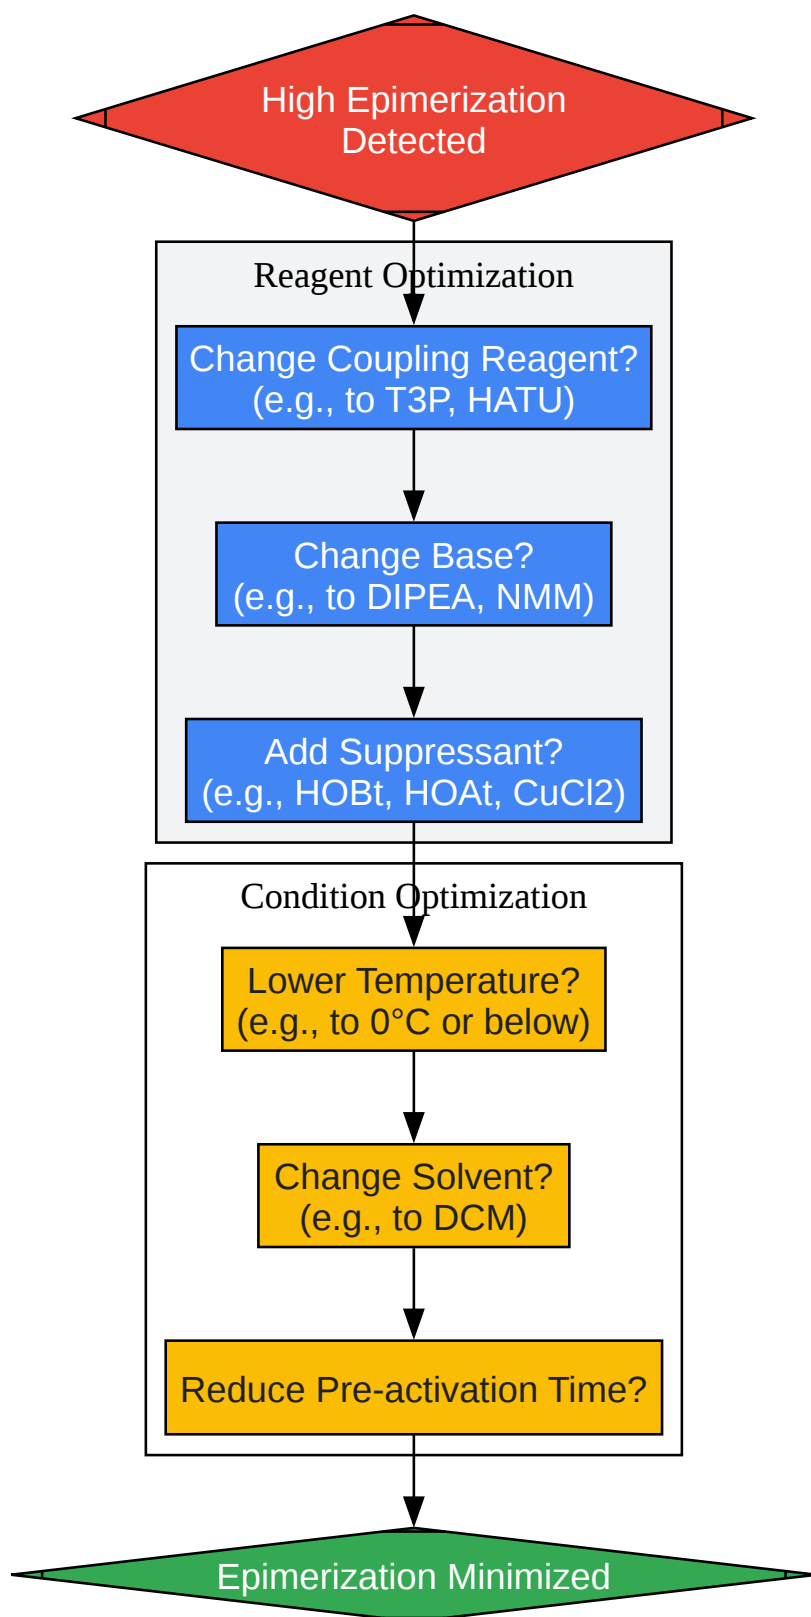 High Epimerization
Detected
Reagent Optimization
Change Coupling Reagent?
(e.g., to T3P, HATU)
Change Base?
(e.g., to DIPEA, NMM)
Add Suppressant?
(e.g., HOBt, HOAt, CuCl2)
Condition Optimization
Lower Temperature?
(e.g., to 0°C or below)
Change Solvent?
(e.g., to DCM)
Reduce Pre-activation Time?
Epimerization Minimized